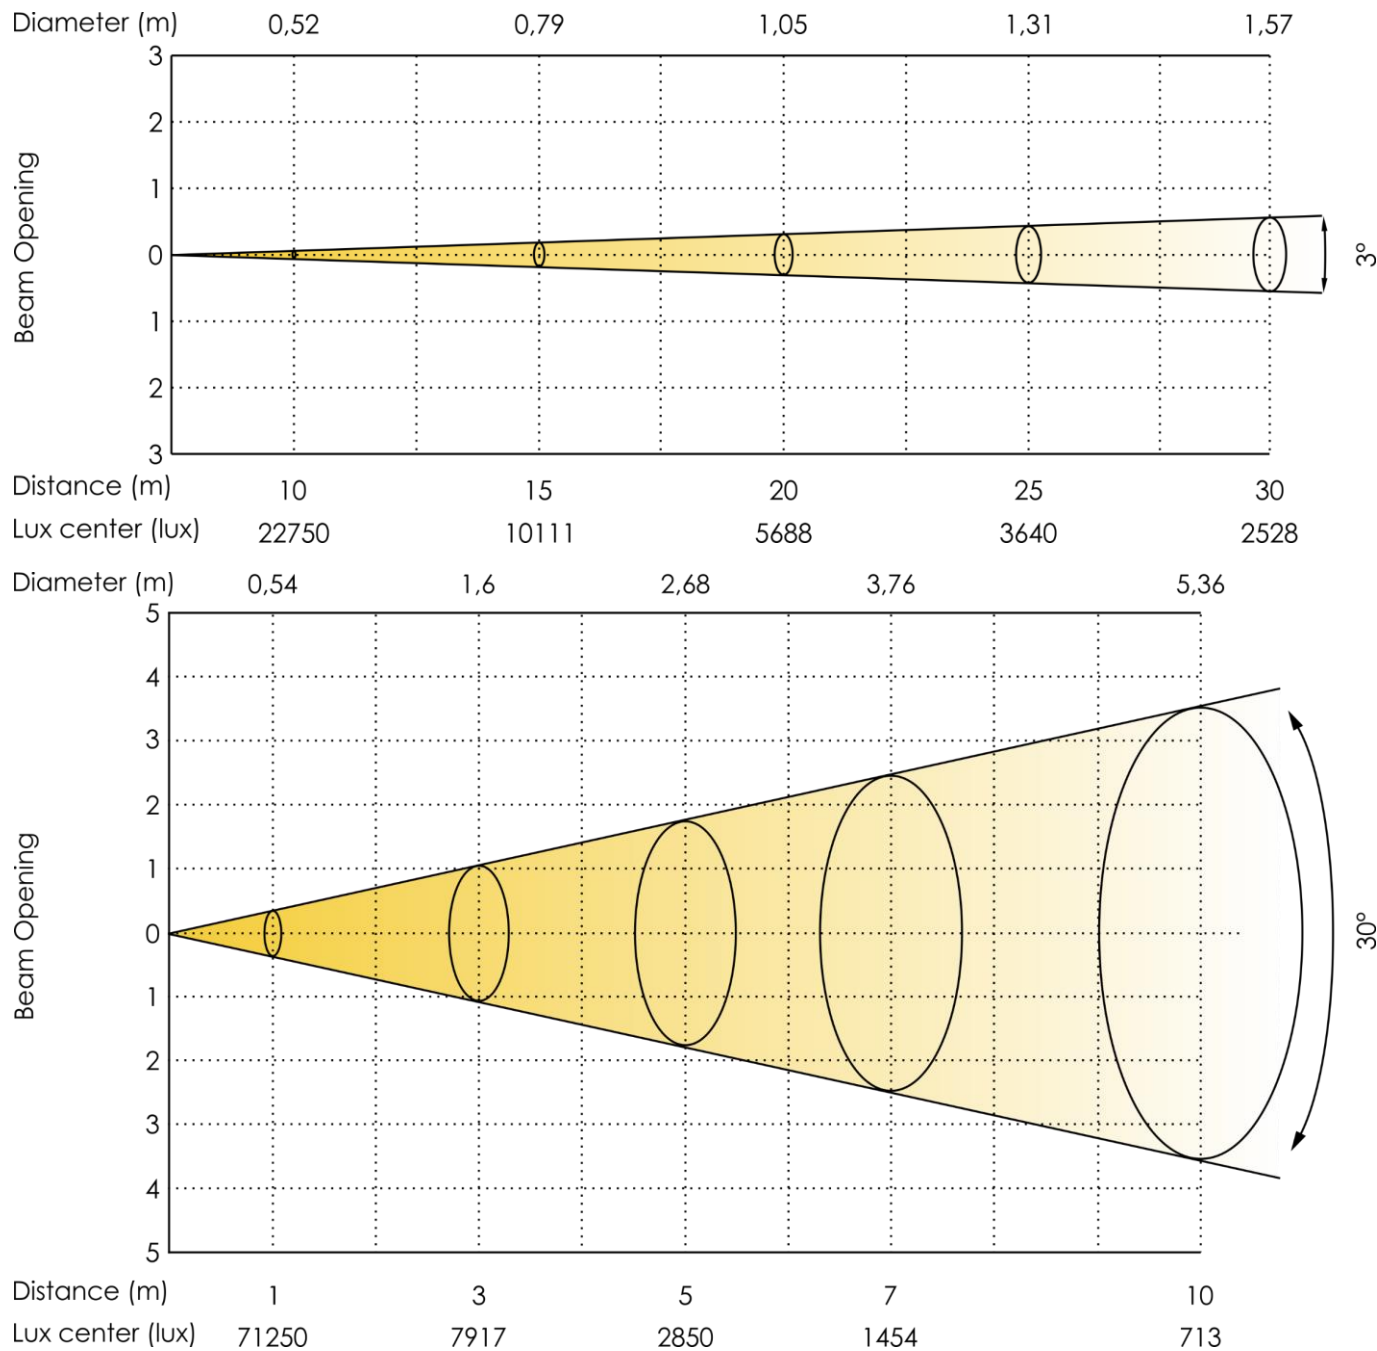 Diameter (m) 0,52 0,79 1,05 1,31 1,57
3
2
1
0
1
2
3
Beam Opening
3º
Distance (m) 10 15 20 25 30
Lux center (lux) 22750 10111 5688 3640 2528
Diameter (m) 0,54 1,6 2,68 3,76 5,36
5
4
3
2
1
0
1
2
3
4
5
Beam Opening
30º
Distance (m) 1 3 5 7 10
Lux center (lux) 71250 7917 2850 1454 713